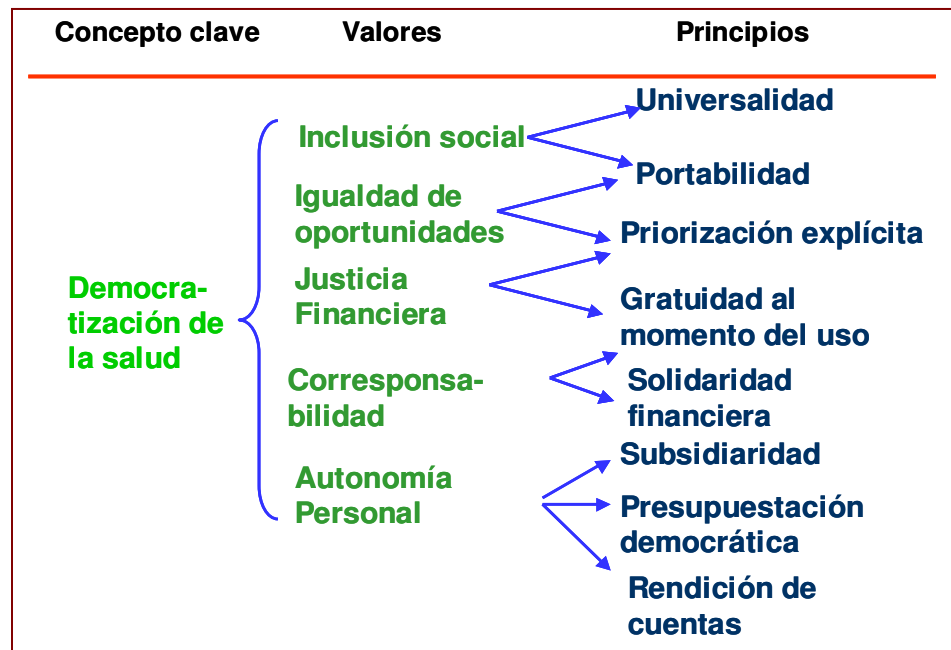 Concepto clave Valores Principios
Democra-
tización de
la salud
Inclusión social
Igualdad de
oportunidades
Justicia
Financiera
Corresponsa-
bilidad
Autonomía
Personal
Universalidad
Portabilidad
Priorización explícita
Gratuidad al
momento del uso
Solidaridad
financiera
Subsidiaridad
Presupuestación
democrática
Rendición de
cuentas